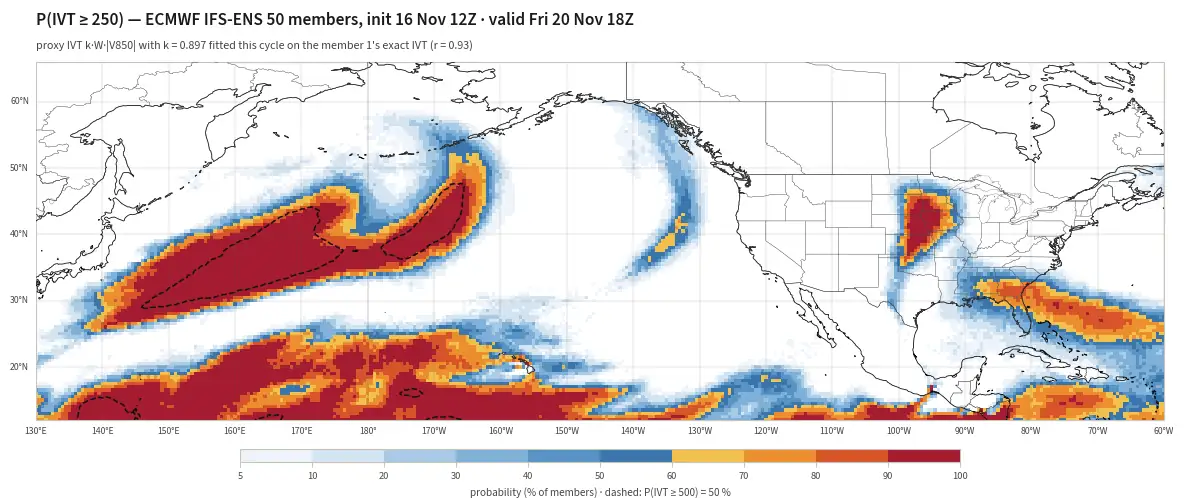 P(IVT ≥ 250) — ECMWF IFS-ENS 50 members, init 16 Nov 12Z · valid Fri 20 Nov 18Z
proxy IVT k·W·|V850| with k = 0.897 fitted this cycle on the member 1's exact IVT (r = 0.93)
60°N
50°N
40°N
30°N
20°N
130°E 140°E 150°E 160°E 170°E 180° 170°W 160°W 150°W 140°W 130°W 120°W 110°W 100°W 90°W 80°W 70°W 60°W
5 10 20 30 40 50 60 70 80 90 100
probability (% of members) · dashed: P(IVT ≥ 500) = 50 %